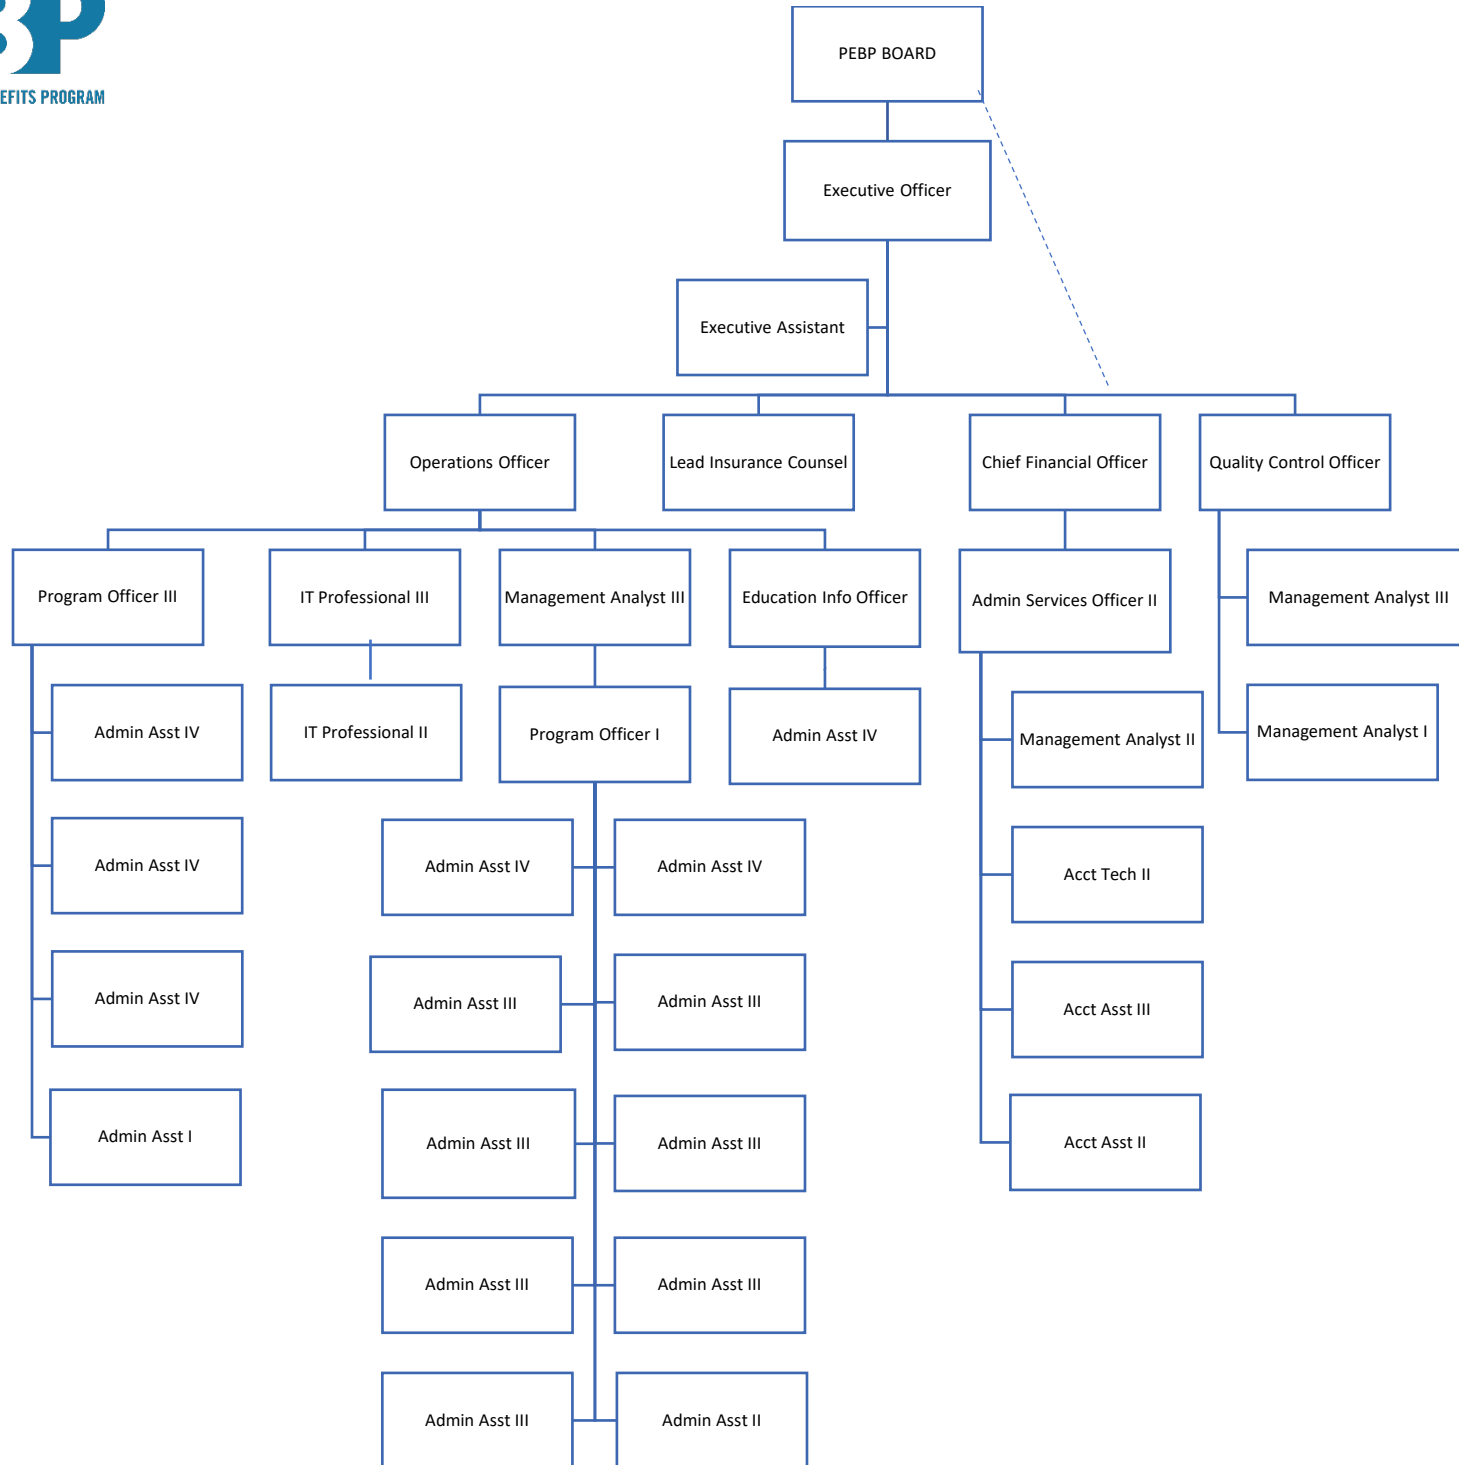 BP
EFITS PROGRAM
PEBP BOARD
Executive Officer
Executive Assistant
Operations Officer
Lead Insurance Counsel
Chief Financial Officer
Quality Control Officer
Program Officer III
IT Professional III
Management Analyst III
Education Info Officer
Admin Services Officer II
Management Analyst III
Admin Asst IV
IT Professional II
Program Officer I
Admin Asst IV
Management Analyst II
Management Analyst I
Admin Asst IV
Admin Asst IV
Admin Asst IV
Acct Tech II
Admin Asst IV
Admin Asst III
Admin Asst III
Acct Asst III
Admin Asst I
Admin Asst III
Admin Asst III
Acct Asst II
Admin Asst III
Admin Asst III
Admin Asst III
Admin Asst II